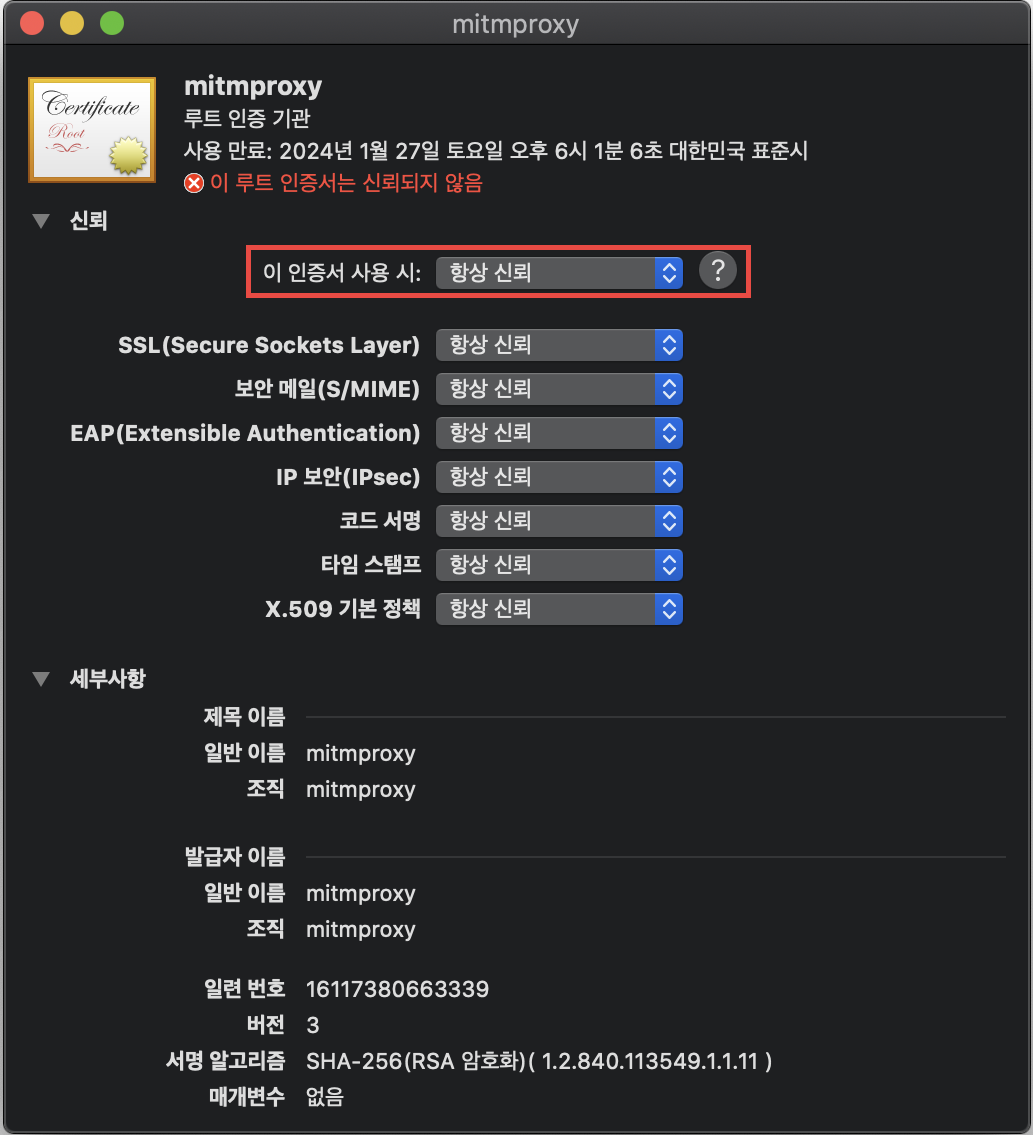 mitmproxy
Certificate
Root
mitmproxy
루트 인증 기관
사용 만료: 2024년 1월 27일 토요일 오후 6시 1분 6초 대한민국 표준시
이 루트 인증서는 신뢰되지 않음
신뢰
이 인증서 사용 시: 항상 신뢰 ?
SSL(Secure Sockets Layer) 항상 신뢰
보안 메일(S/MIME) 항상 신뢰
EAP(Extensible Authentication) 항상 신뢰
IP 보안(IPsec) 항상 신뢰
코드 서명 항상 신뢰
타임 스탬프 항상 신뢰
X.509 기본 정책 항상 신뢰
세부사항
제목 이름
일반 이름 mitmproxy
조직 mitmproxy
발급자 이름
일반 이름 mitmproxy
조직 mitmproxy
일련 번호 16117380663339
버전 3
서명 알고리즘 SHA-256(RSA 암호화)( 1.2.840.113549.1.1.11 )
매개변수 없음